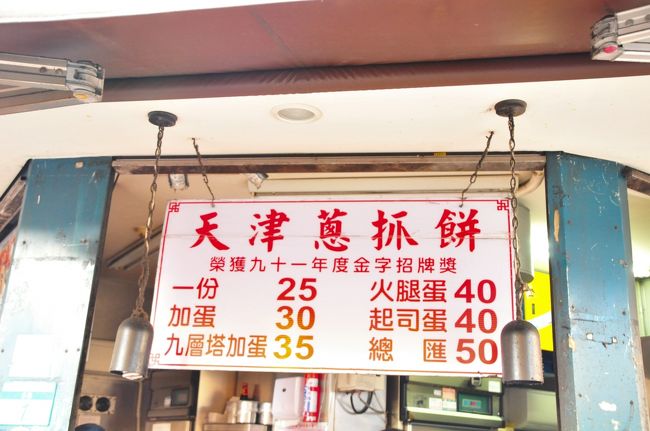 天津蔥抓餅
榮獲九十一年度金字招牌獎
一份 25 火腿蛋 40
加蛋 30 起司蛋 40
九層塔加蛋 35 總匯 50